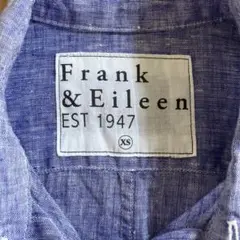 Frank
& Eileen
EST 1947
XS